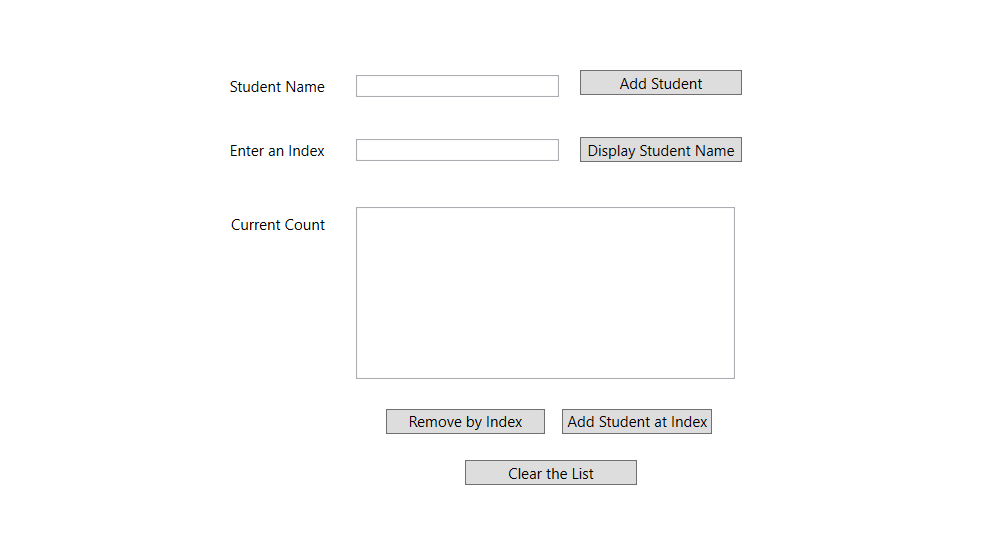 Student Name
Add Student
Enter an Index
Display Student Name
Current Count
Remove by Index
Add Student at Index
Clear the List